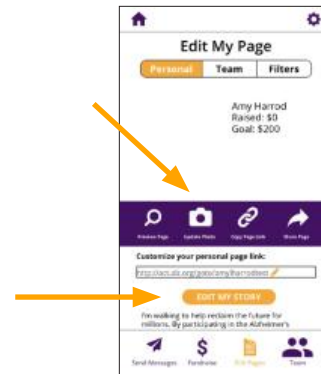 Edit My Page
Personal Team Filters
Amy Harrod
Raised: $0
Goal: $200
Preview Page Update Photo Copy Page Link Share Page
Customize your personal page link:
EDIT MY STORY
I'm walking to help reclaim the future for
millions. By participating in the Alzheimer's
Send Messages Fundraise Edit Pages Team